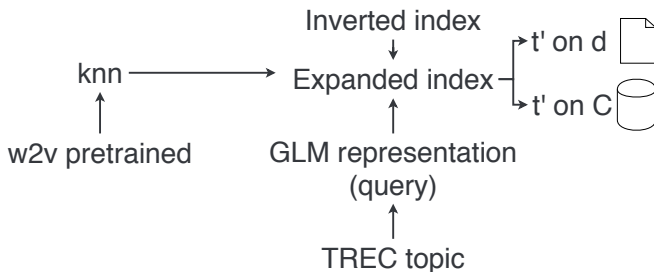 Inverted index
t' on d
knn
Expanded index
t' on C
w2v pretrained
GLM representation
(query)
TREC topic